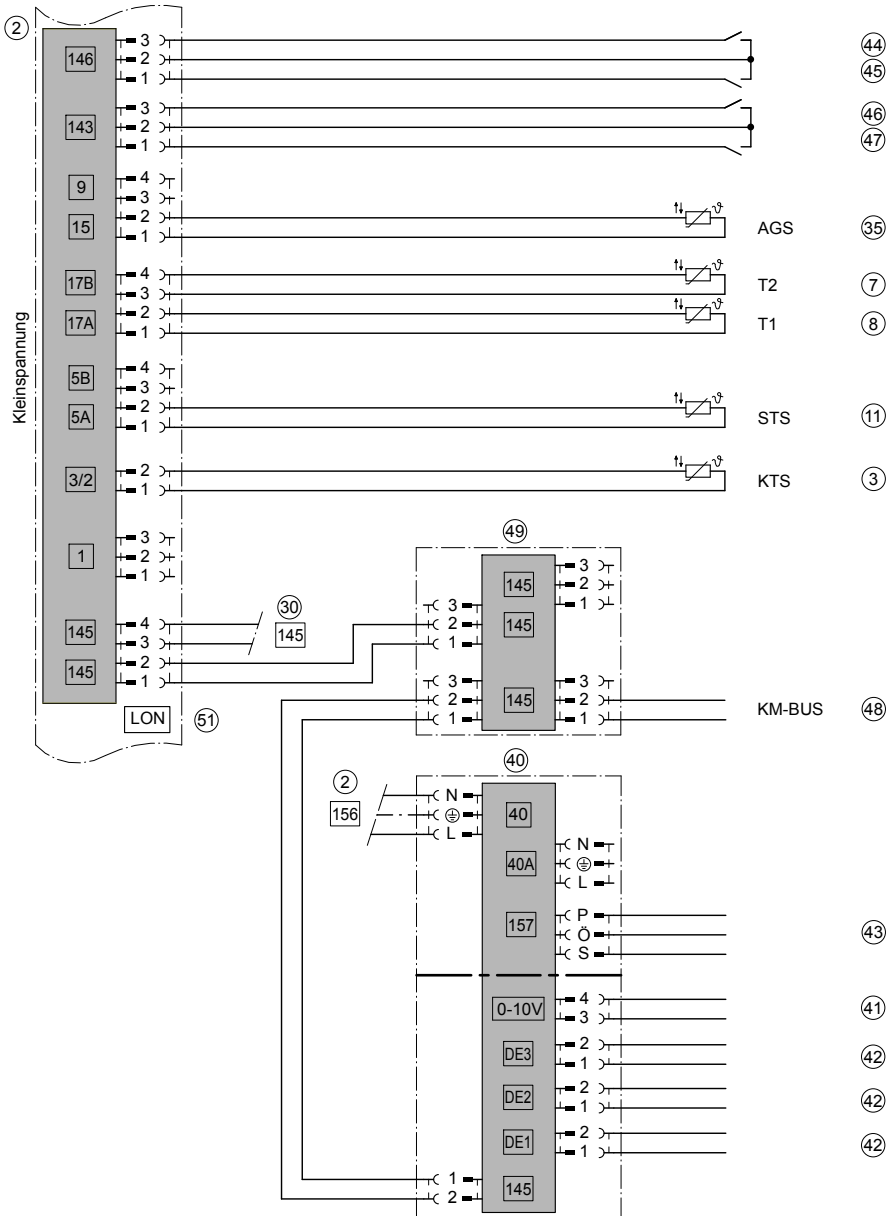 2
Kleinspannung
146
3
2
1
44
45
143
3
2
1
46
47
9
4
3
15
2
1
ϑ
AGS
35
17B
4
3
ϑ
T2
7
17A
2
1
ϑ
T1
8
5B
4
3
5A
2
1
ϑ
STS
11
3/2
2
1
ϑ
KTS
3
1
3
2
1
145
4
3
30
145
145
2
1
LON
51
49
145
3
2
1
3
2
1
145
3
2
1
145
3
2
1
KM-BUS
48
40
2
156
N
L
40
40A
N
L
157
P
Ö
S
43
0-10V
4
3
41
DE3
2
1
42
DE2
2
1
42
DE1
2
1
42
1
2
145